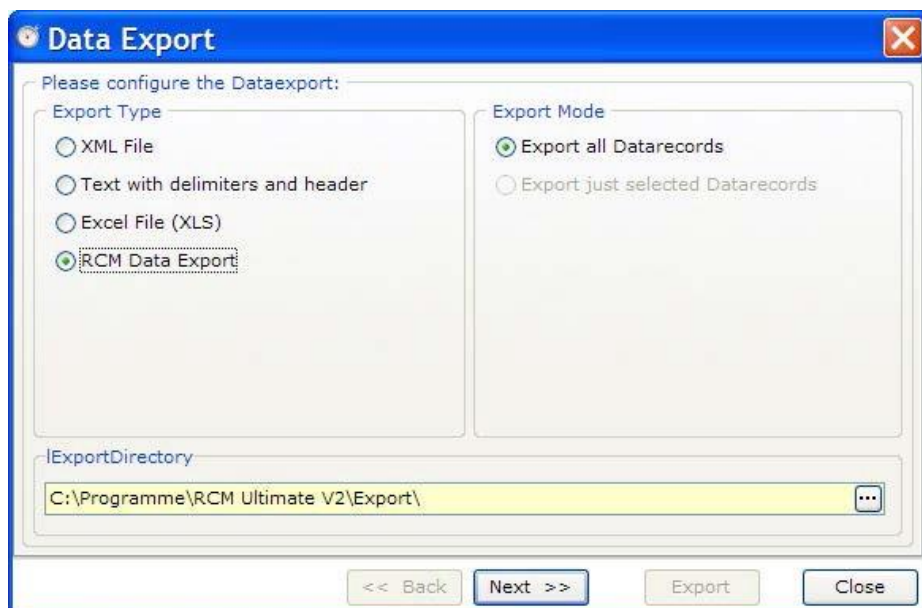 Data Export
Please configure the Dataexport:
Export Type
XML File
Text with delimiters and header
Excel File (XLS)
RCM Data Export
Export Mode
Export all Datarecords
Export just selected Datarecords
lExportDirectory
C:\Programme\RCM Ultimate V2\Export\
...
<< Back
Next >>
Export
Close